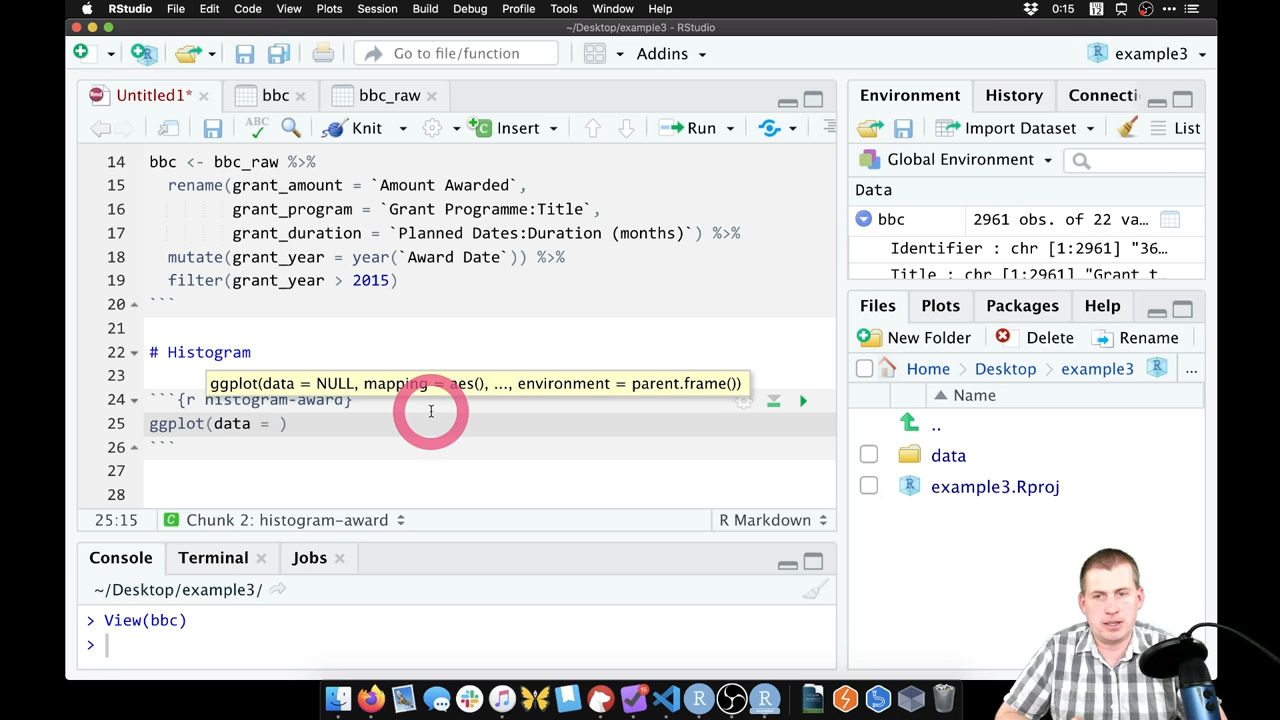 RStudio File Edit Code View Plots Session Build Debug Profile Tools Window Help 0:15
~/Desktop/example3 - RStudio
Go to file/function Addins example3
Untitled1* bbc bbc_raw
Knit Insert Run
14 bbc <- bbc_raw %>%
15 rename(grant_amount = `Amount Awarded`,
16 grant_program = `Grant Programme:Title`,
17 grant_duration = `Planned Dates:Duration (months)`) %>%
18 mutate(grant_year = year(`Award Date`)) %>%
19 filter(grant_year > 2015)
20 ```
21
22 # Histogram
23
ggplot(data = NULL, mapping = aes(), ..., environment = parent.frame())
24 ```{r histogram-award}
25 ggplot(data = )
26 ```
27
28
25:15 Chunk 2: histogram-award R Markdown
Console Terminal Jobs
~/Desktop/example3/
> View(bbc)
>
Environment History Connecti
Import Dataset List
Global Environment
Data
bbc 2961 obs. of 22 va…
Identifier : chr [1:2961] "36…
Title : chr [1:2961] "Grant t…
Files Plots Packages Help
New Folder Delete Rename
Home Desktop example3 ...
Name
..
data
example3.Rproj